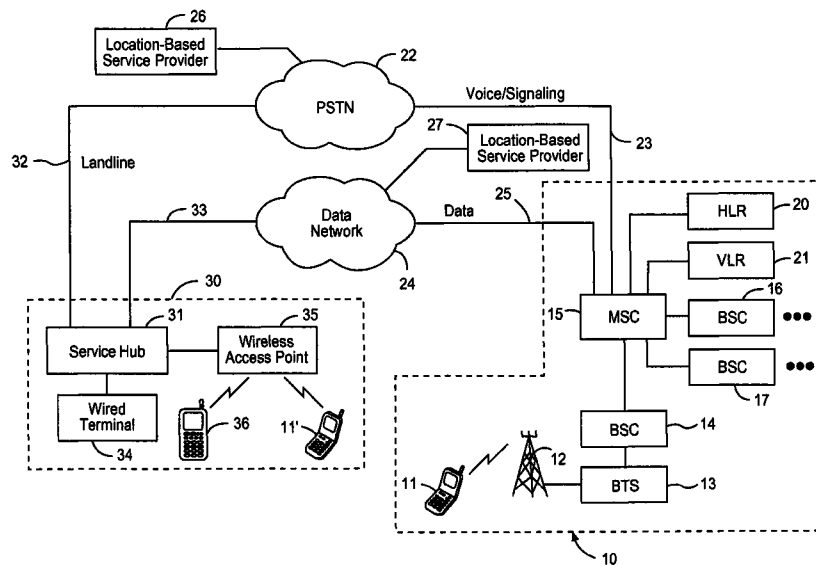 26
Location-Based
Service Provider
22
PSTN
Voice/Signaling
27
Location-Based
Service Provider
23
32
Landline
33
Data
Network
Data
25
24
HLR
20
VLR
21
16
15
MSC
BSC
BSC
17
30
31
35
Service Hub
Wireless
Access Point
Wired
Terminal
34
36
11'
BSC
14
12
11
BTS
13
10